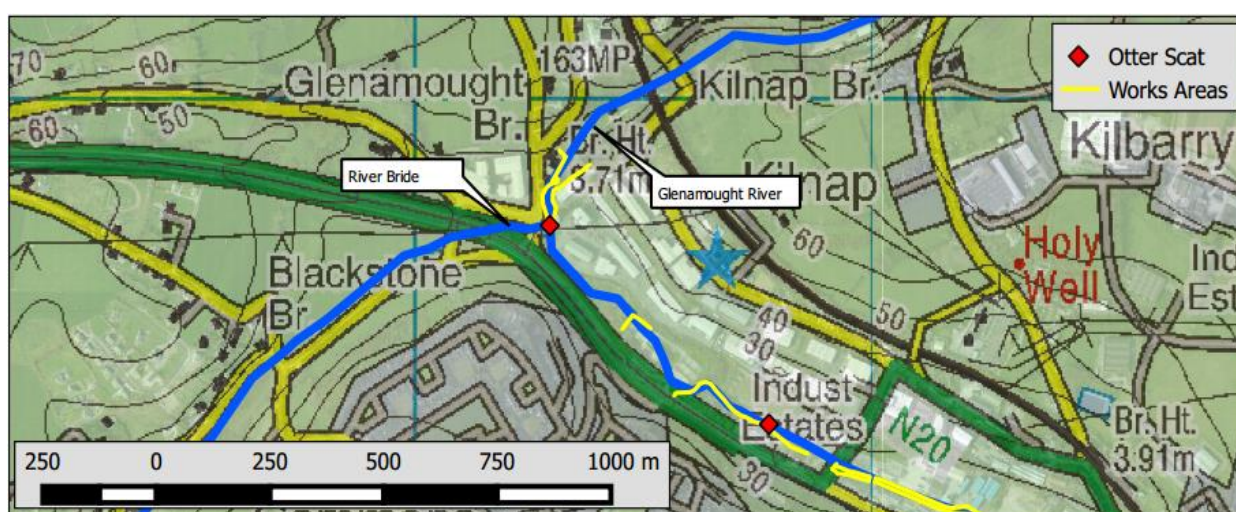 Otter Scat
Works Areas
70
60
50
60
Glenamought
Br.
163MP
Kilnap Br.
Br. Ht.
3.71m
Kilnap
Kilbarry
River Bride
Glenamought River
60
Holy
Well
Ind
Est
Blackstone
Br
40
30
50
Indust
Estates
N20
30
Br. Ht.
3.91m
250 0 250 500 750 1000 m